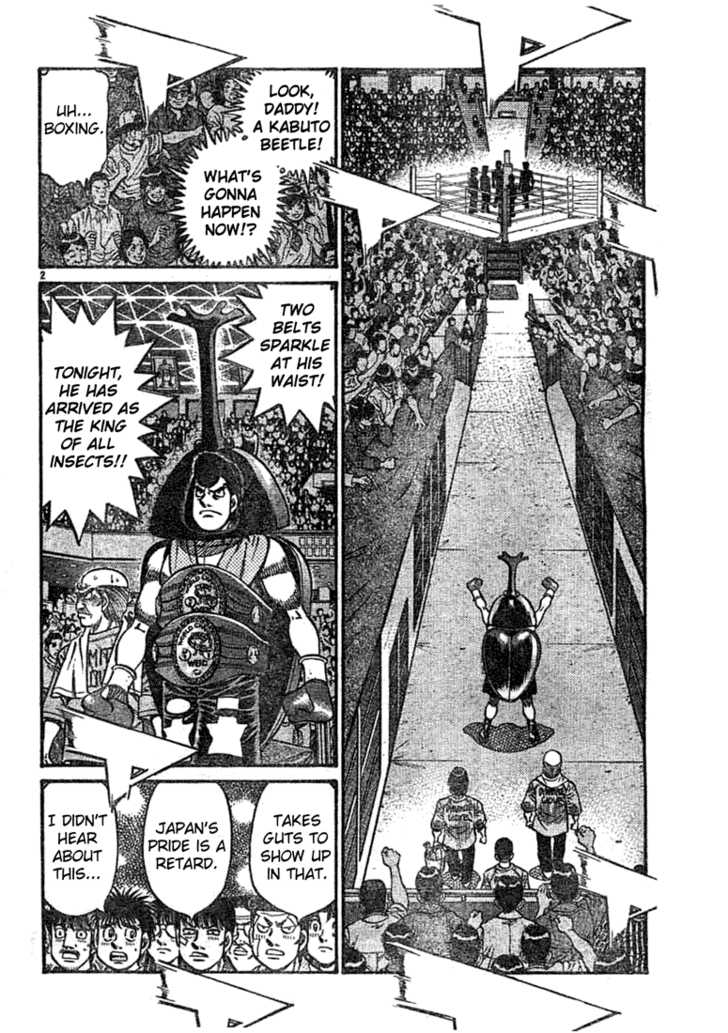 LOOK,
DADDY!
A KABUTO
BEETLE!
WHAT'S
GONNA
HAPPEN
NOW!?
UH...
BOXING.
2
TWO
BELTS
SPARKLE
AT HIS
WAIST!
TONIGHT,
HE HAS
ARRIVED AS
THE KING
OF ALL
INSECTS!!
TAKES
GUTS TO
SHOW UP
IN THAT.
JAPAN'S
PRIDE IS A
RETARD.
I DIDN'T
HEAR
ABOUT
THIS...